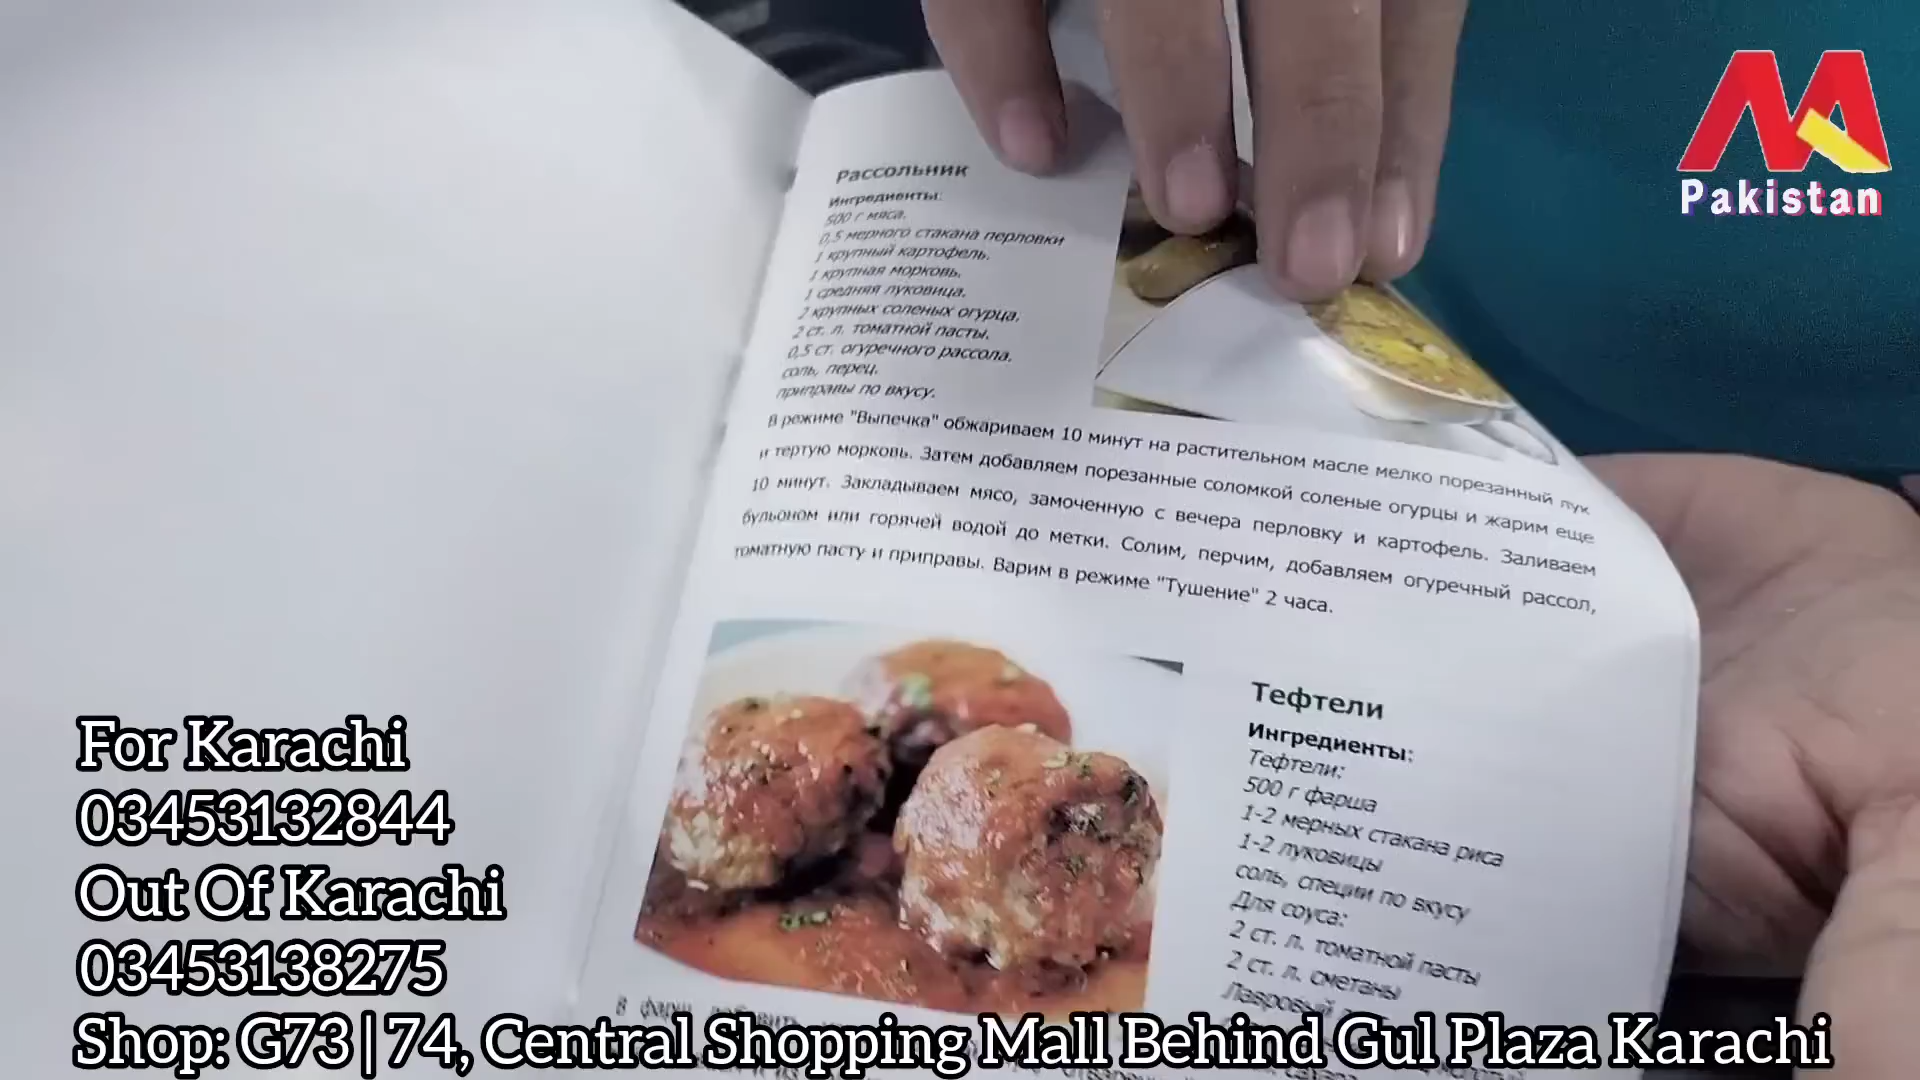 Рассольник
Ингредиенты:
500 г мяса.
0,5 мерного стакана перловки
1 крупный картофель.
1 крупная морковь.
1 средняя луковица.
2 крупных соленых огурца.
2 ст. л. томатной пасты.
0,5 ст. огуречного рассола.
соль, перец.
приправы по вкусу.
В режиме "Выпечка" обжариваем 10 минут на растительном масле мелко порезанный лук
и тертую морковь. Затем добавляем порезанные соломкой соленые огурцы и жарим еще
10 минут. Закладываем мясо, замоченную с вечера перловку и картофель. Заливаем
бульоном или горячей водой до метки. Солим, перчим, добавляем огуречный рассол,
томатную пасту и приправы. Варим в режиме "Тушение" 2 часа.
Тефтели
Ингредиенты:
Тефтели:
500 г фарша
1-2 мерных стакана риса
1-2 луковицы
соль, специи по вкусу
Для соуса:
2 ст. л. томатной пасты
2 ст. л. сметаны
Лавровый
В фарш добавить
MA
Pakistan
For Karachi
03453132844
Out Of Karachi
03453138275
Shop: G73|74, Central Shopping Mall Behind Gul Plaza Karachi